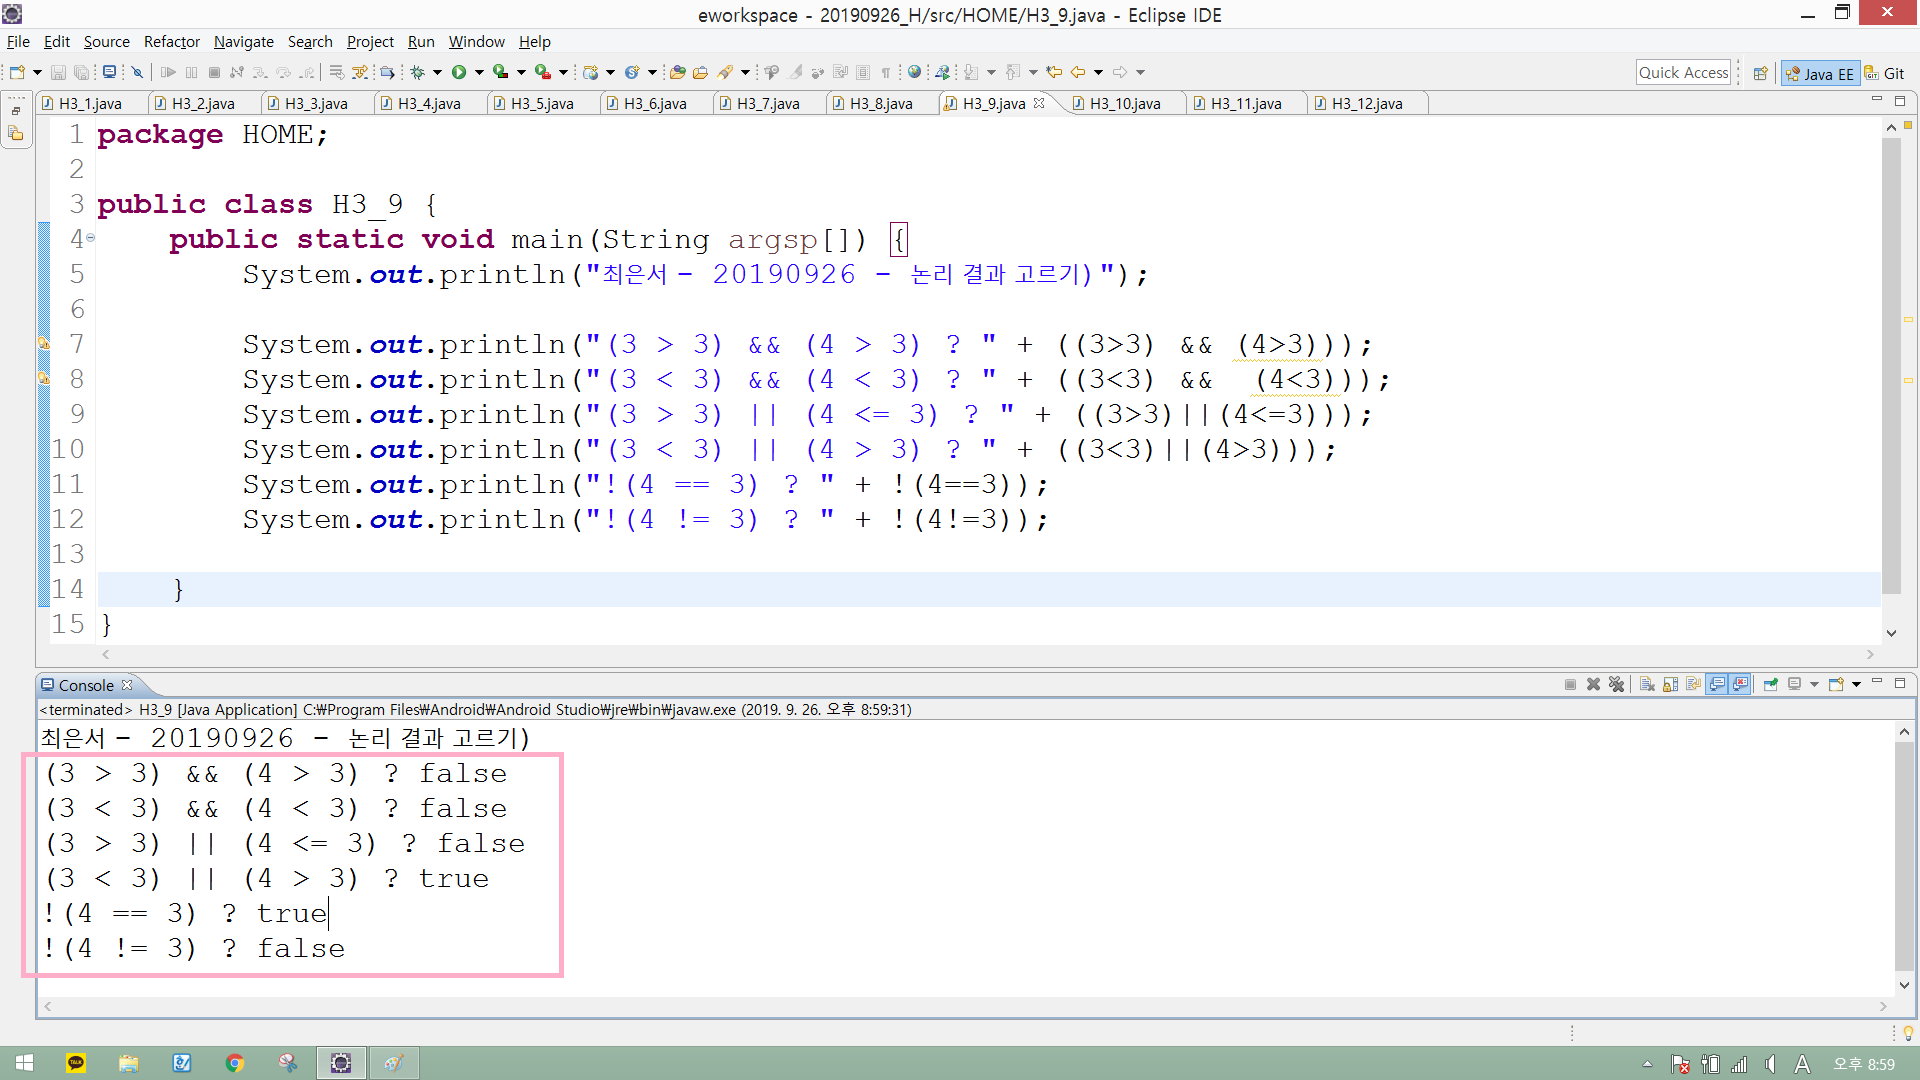 eworkspace - 20190926_H/src/HOME/H3_9.java - Eclipse IDE
File Edit Source Refactor Navigate Search Project Run Window Help
Quick Access Java EE Git
H3_1.java H3_2.java H3_3.java H3_4.java H3_5.java H3_6.java H3_7.java H3_8.java H3_9.java H3_10.java H3_11.java H3_12.java
1 package HOME;
2
3 public class H3_9 {
4 public static void main(String argsp[]) {
5 System.out.println("최은서 - 20190926 - 논리 결과 고르기)");
6
7 System.out.println("(3 > 3) && (4 > 3) ? " + ((3>3) && (4>3)));
8 System.out.println("(3 < 3) && (4 < 3) ? " + ((3<3) &&  (4<3)));
9 System.out.println("(3 > 3) || (4 <= 3) ? " + ((3>3)||(4<=3)));
10 System.out.println("(3 < 3) || (4 > 3) ? " + ((3<3)||(4>3)));
11 System.out.println("!(4 == 3) ? " + !(4==3));
12 System.out.println("!(4 != 3) ? " + !(4!=3));
13
14 }
15 }
Console
<terminated> H3_9 [Java Application] C:₩Program Files₩Android₩Android Studio₩jre₩bin₩javaw.exe (2019. 9. 26. 오후 8:59:31)
최은서 - 20190926 - 논리 결과 고르기)
(3 > 3) && (4 > 3) ? false
(3 < 3) && (4 < 3) ? false
(3 > 3) || (4 <= 3) ? false
(3 < 3) || (4 > 3) ? true
!(4 == 3) ? true
!(4 != 3) ? false
TALK
A 오후 8:59